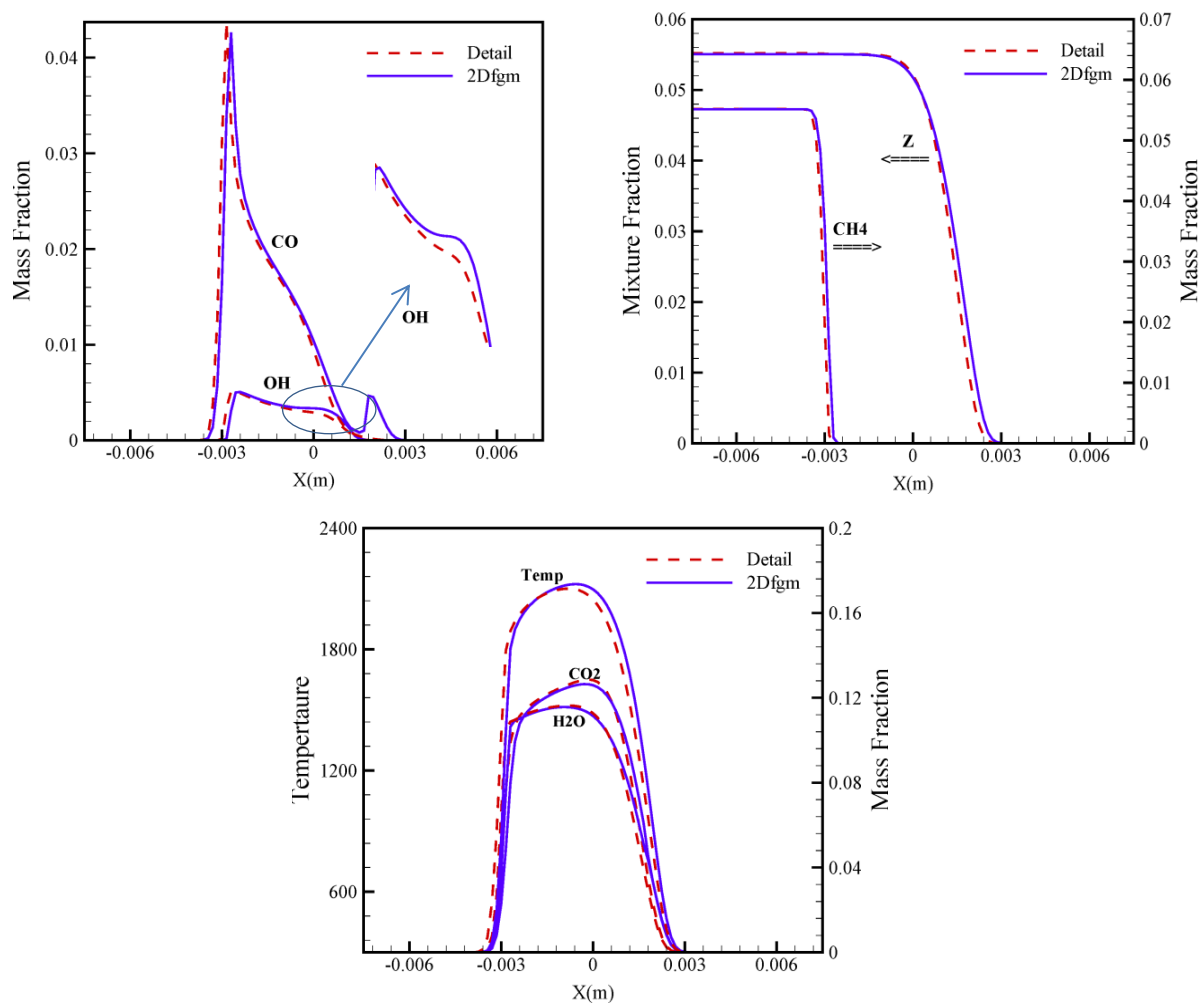 0.04
0.03
0.02
0.01
0
Mass Fraction
Detail
2Dfgm
CO
OH
OH
-0.006
-0.003
0
0.003
0.006
X(m)
0.06
0.05
0.04
0.03
0.02
0.01
0
Mixture Fraction
Detail
2Dfgm
Z
<====
CH4
====>
0.07
0.06
0.05
0.04
0.03
0.02
0.01
0
Mass Fraction
-0.006
-0.003
0
0.003
0.006
X(m)
2400
1800
1200
600
Tempertaure
Detail
2Dfgm
Temp
CO2
H2O
0.2
0.16
0.12
0.08
0.04
0
Mass Fraction
-0.006
-0.003
0
0.003
0.006
X(m)